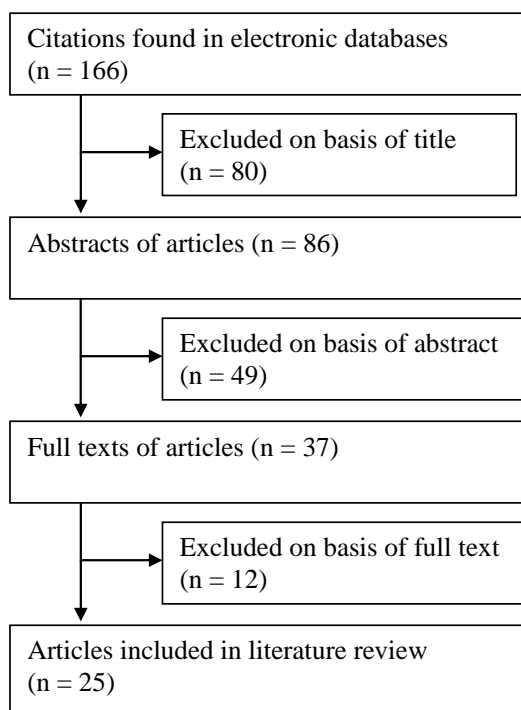 Citations found in electronic databases
(n = 166)
Excluded on basis of title
(n = 80)
Abstracts of articles (n = 86)
Excluded on basis of abstract
(n = 49)
Full texts of articles (n = 37)
Excluded on basis of full text
(n = 12)
Articles included in literature review
(n = 25)